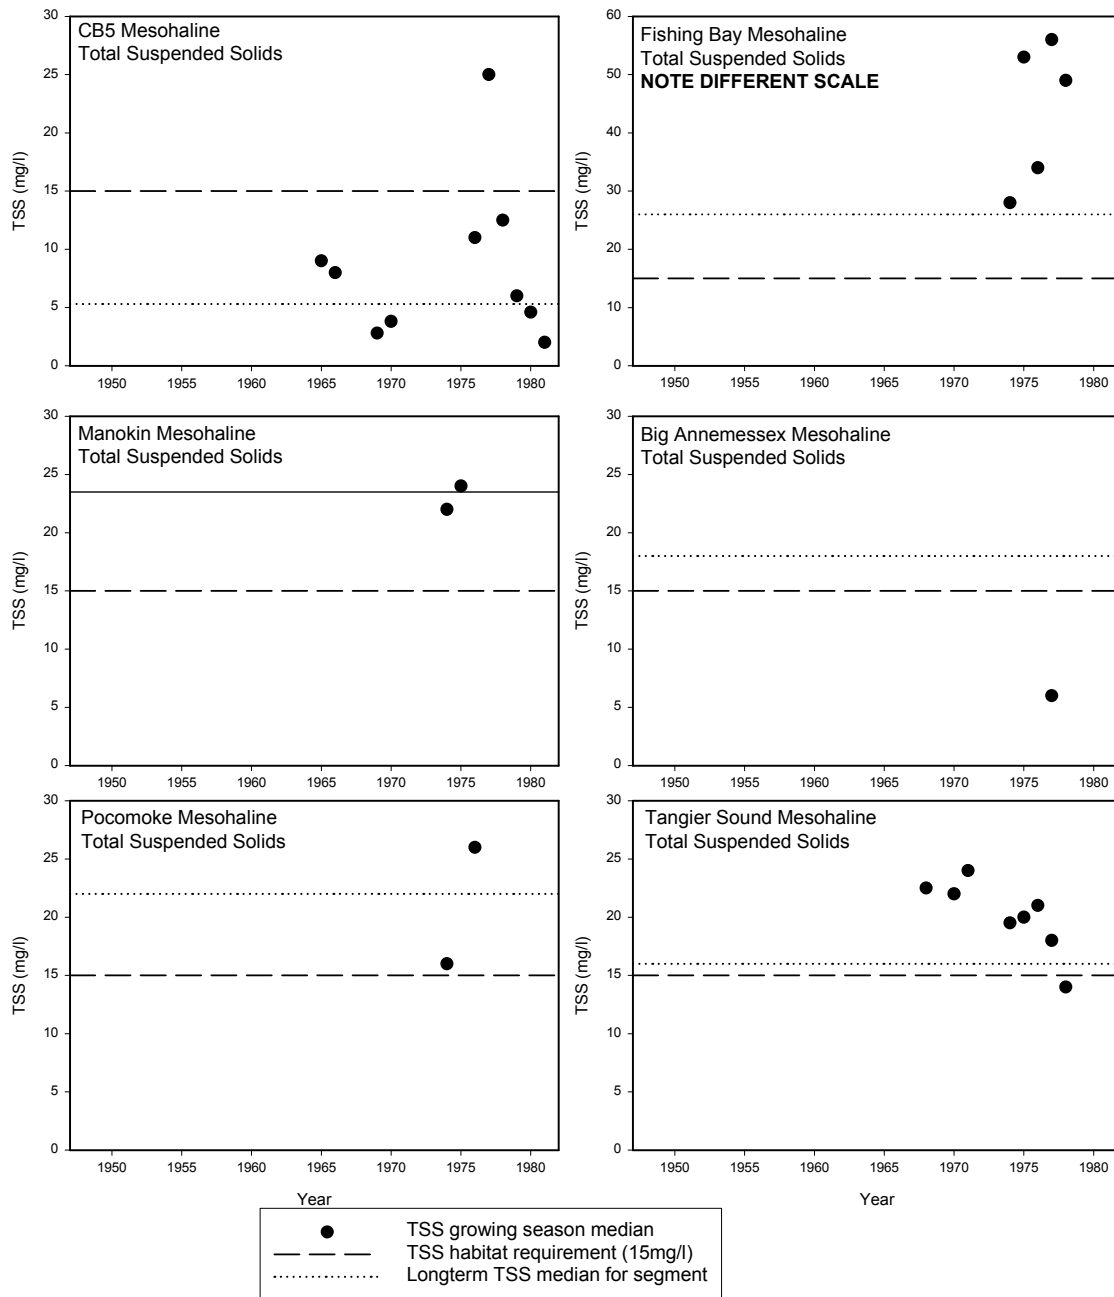 CB5 Mesohaline
Total Suspended Solids
TSS (mg/l)
30
25
20
15
10
5
0
1950 1955 1960 1965 1970 1975 1980
Fishing Bay Mesohaline
Total Suspended Solids
NOTE DIFFERENT SCALE
TSS (mg/l)
60
50
40
30
20
10
0
1950 1955 1960 1965 1970 1975 1980
Manokin Mesohaline
Total Suspended Solids
TSS (mg/l)
30
25
20
15
10
5
0
1950 1955 1960 1965 1970 1975 1980
Big Annemessex Mesohaline
Total Suspended Solids
TSS (mg/l)
30
25
20
15
10
5
0
1950 1955 1960 1965 1970 1975 1980
Pocomoke Mesohaline
Total Suspended Solids
TSS (mg/l)
30
25
20
15
10
5
0
1950 1955 1960 1965 1970 1975 1980
Year
Tangier Sound Mesohaline
Total Suspended Solids
TSS (mg/l)
30
25
20
15
10
5
0
1950 1955 1960 1965 1970 1975 1980
Year
TSS growing season median
TSS habitat requirement (15mg/l)
Longterm TSS median for segment